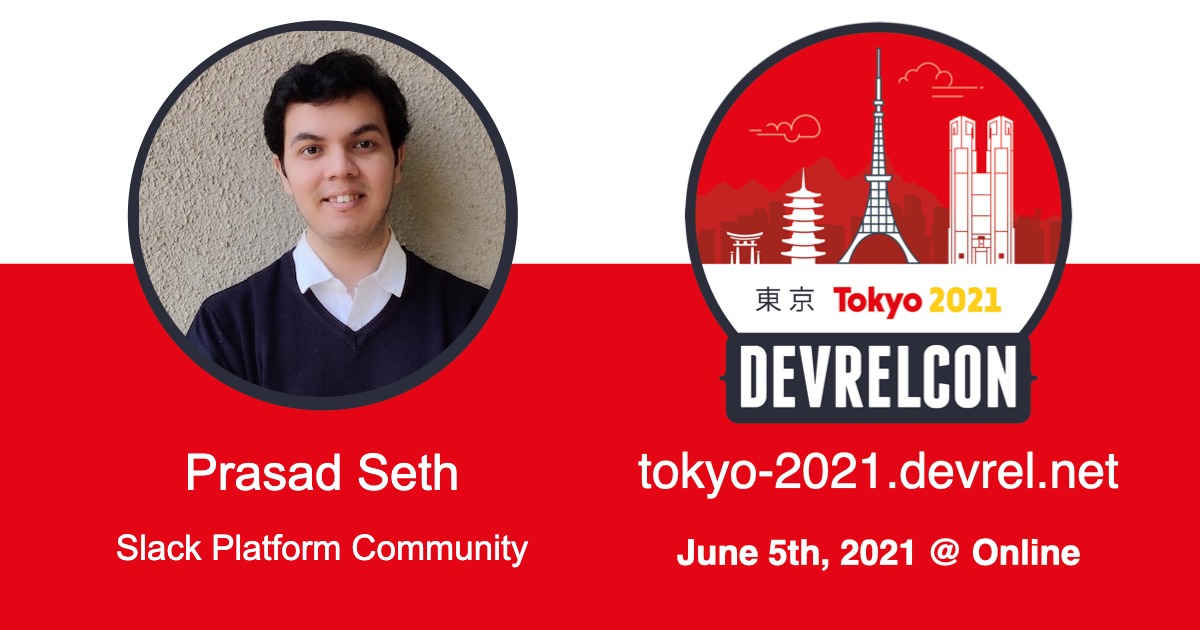 Prasad Seth
Slack Platform Community
東京 Tokyo 2021
DEVRELCON
tokyo-2021.devrel.net
June 5th, 2021 @ Online